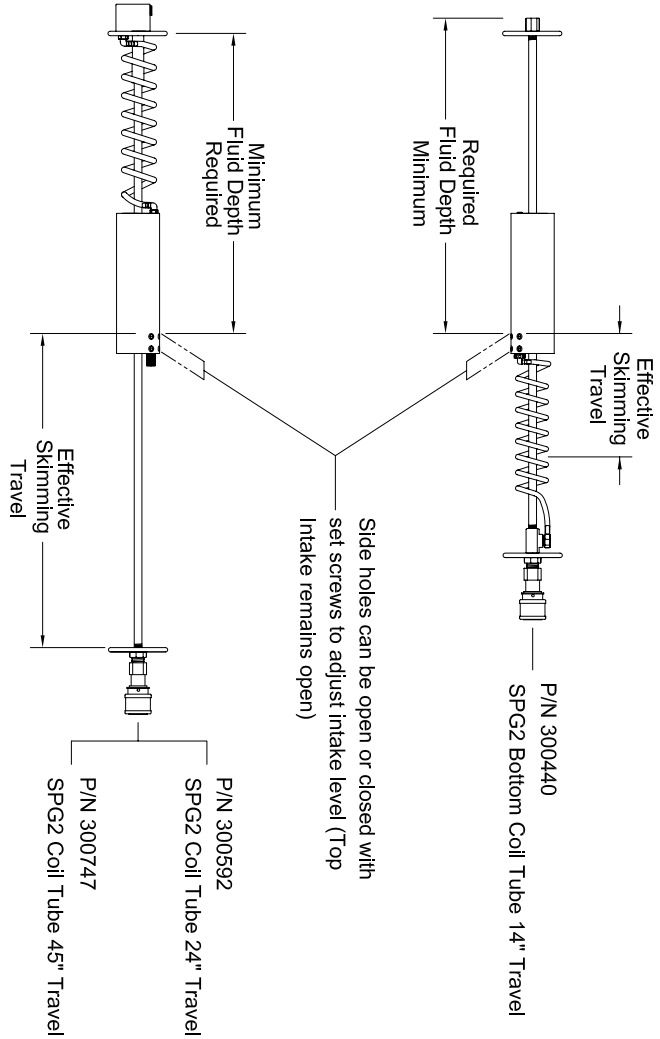 Effective
Skimming
Travel
P/N 300440
SPG2 Bottom Coil Tube 14" Travel
Required
Fluid Depth
Minimum
Side holes can be open or closed with
set screws to adjust intake level (Top
Intake remains open)
Minimum
Fluid Depth
Required
P/N 300592
SPG2 Coil Tube 24" Travel
Effective
Skimming
Travel
P/N 300747
SPG2 Coil Tube 45" Travel